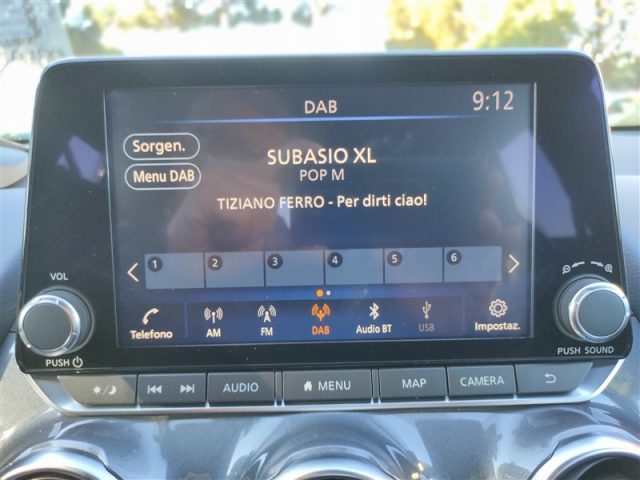 DAB
9:12
Sorgen.
Menu DAB
SUBASIO XL
POP M
TIZIANO FERRO - Per dirti ciao!
1 2 3 4 5 6
Telefono AM FM DAB Audio BT USB Impostaz.
VOL
PUSH
PUSH SOUND
AUDIO MENU MAP CAMERA